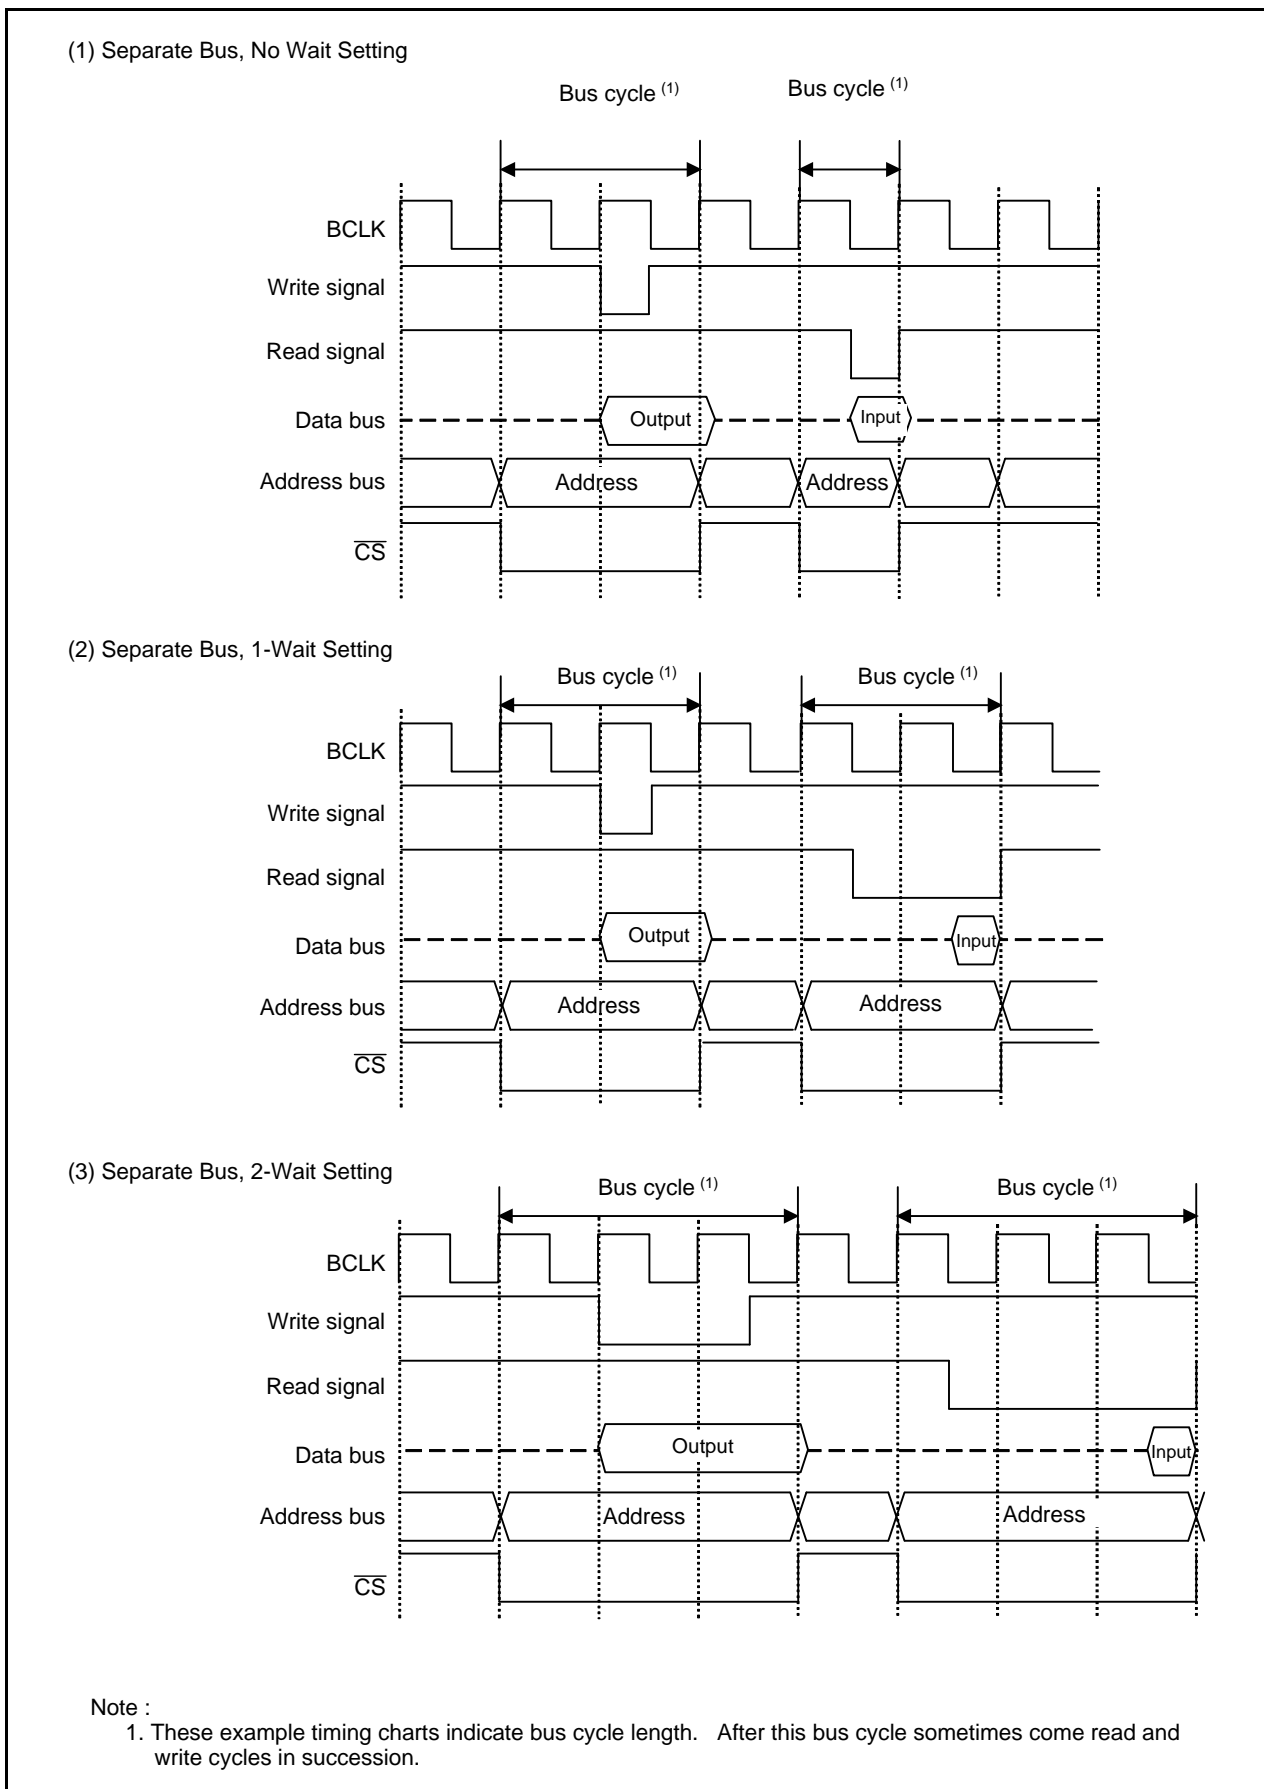 (1) Separate Bus, No Wait Setting
Bus cycle (1)
Bus cycle (1)
BCLK
Write signal
Read signal
Data bus
Output
Input
Address bus
Address
Address
CS
(2) Separate Bus, 1-Wait Setting
Bus cycle (1)
Bus cycle (1)
BCLK
Write signal
Read signal
Data bus
Output
Input
Address bus
Address
Address
CS
(3) Separate Bus, 2-Wait Setting
Bus cycle (1)
Bus cycle (1)
BCLK
Write signal
Read signal
Data bus
Output
Input
Address bus
Address
Address
CS
Note :
1. These example timing charts indicate bus cycle length. After this bus cycle sometimes come read and
write cycles in succession.